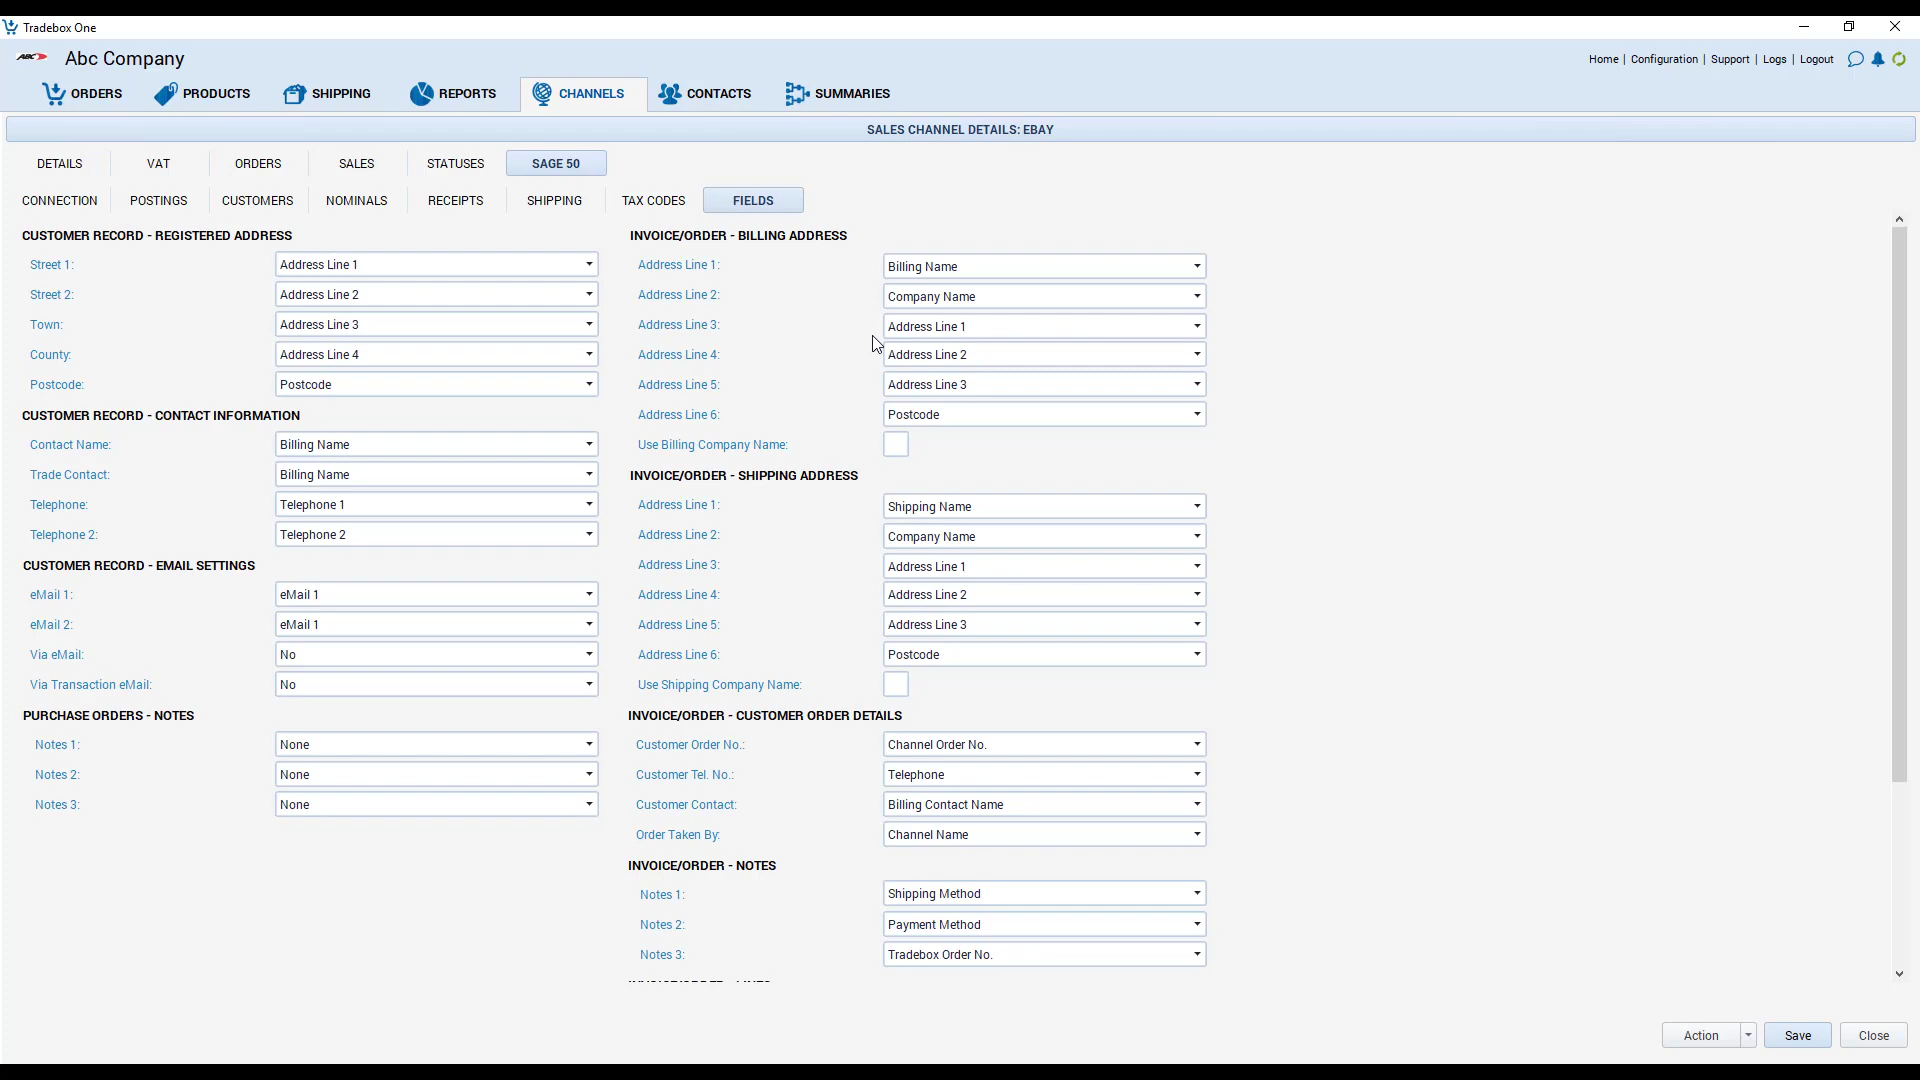 Tradebox One
ABC
Abc Company
Home | Configuration | Support | Logs | Logout
ORDERS PRODUCTS SHIPPING REPORTS CHANNELS CONTACTS SUMMARIES
SALES CHANNEL DETAILS: EBAY
DETAILS VAT ORDERS SALES STATUSES SAGE 50
CONNECTION POSTINGS CUSTOMERS NOMINALS RECEIPTS SHIPPING TAX CODES FIELDS
CUSTOMER RECORD - REGISTERED ADDRESS
Street 1: Address Line 1
Street 2: Address Line 2
Town: Address Line 3
County: Address Line 4
Postcode: Postcode
CUSTOMER RECORD - CONTACT INFORMATION
Contact Name: Billing Name
Trade Contact: Billing Name
Telephone: Telephone 1
Telephone 2: Telephone 2
CUSTOMER RECORD - EMAIL SETTINGS
eMail 1: eMail 1
eMail 2: eMail 1
Via eMail: No
Via Transaction eMail: No
PURCHASE ORDERS - NOTES
Notes 1: None
Notes 2: None
Notes 3: None
INVOICE/ORDER - BILLING ADDRESS
Address Line 1: Billing Name
Address Line 2: Company Name
Address Line 3: Address Line 1
Address Line 4: Address Line 2
Address Line 5: Address Line 3
Address Line 6: Postcode
Use Billing Company Name:
INVOICE/ORDER - SHIPPING ADDRESS
Address Line 1: Shipping Name
Address Line 2: Company Name
Address Line 3: Address Line 1
Address Line 4: Address Line 2
Address Line 5: Address Line 3
Address Line 6: Postcode
Use Shipping Company Name:
INVOICE/ORDER - CUSTOMER ORDER DETAILS
Customer Order No.: Channel Order No.
Customer Tel. No.: Telephone
Customer Contact: Billing Contact Name
Order Taken By: Channel Name
INVOICE/ORDER - NOTES
Notes 1: Shipping Method
Notes 2: Payment Method
Notes 3: Tradebox Order No.
Action Save Close